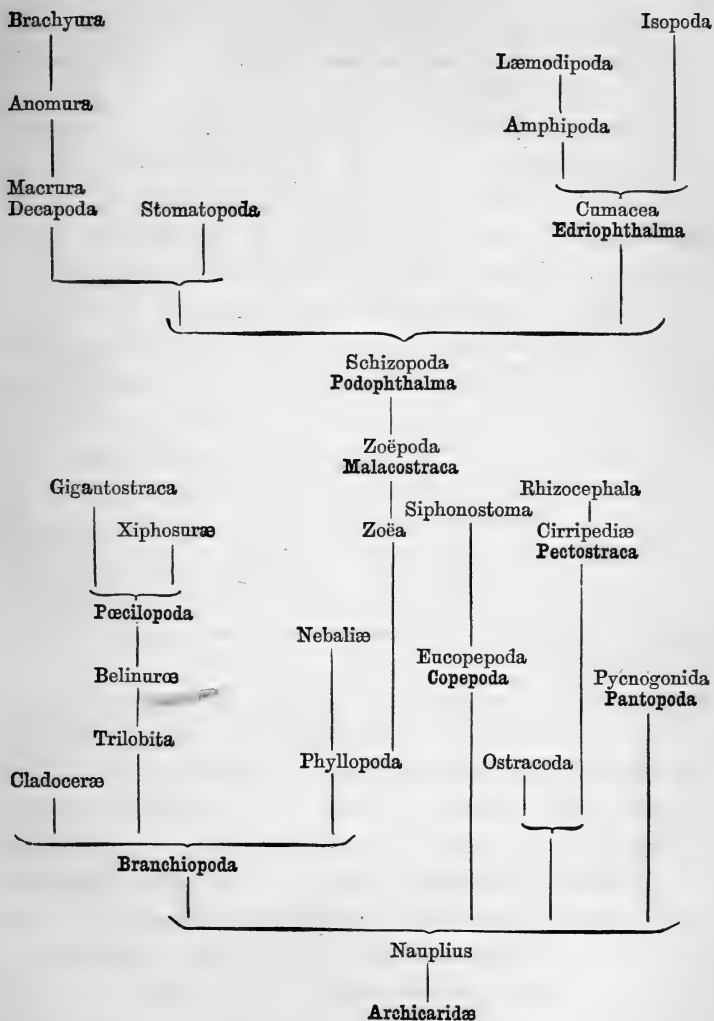 Brachyura
Isopoda
Læmodipoda
Anomura
Amphipoda
Macrura
Decapoda
Stomatopoda
Cumacea
Edriophthalma
Schizopoda
Podophthalma
Zoëpoda
Malacostraca
Gigantostraca
Rhizocephala
Siphonostoma
Xiphosuræ
Zoëa
Cirripediæ
Pectostraca
Pœcilopoda
Nebaliæ
Eucopepoda
Copepoda
Belinuræ
Pycnogonida
Pantopoda
Trilobita
Phyllopoda
Ostracoda
Cladoceræ
Branchiopoda
Nauplius
Archicaridæ